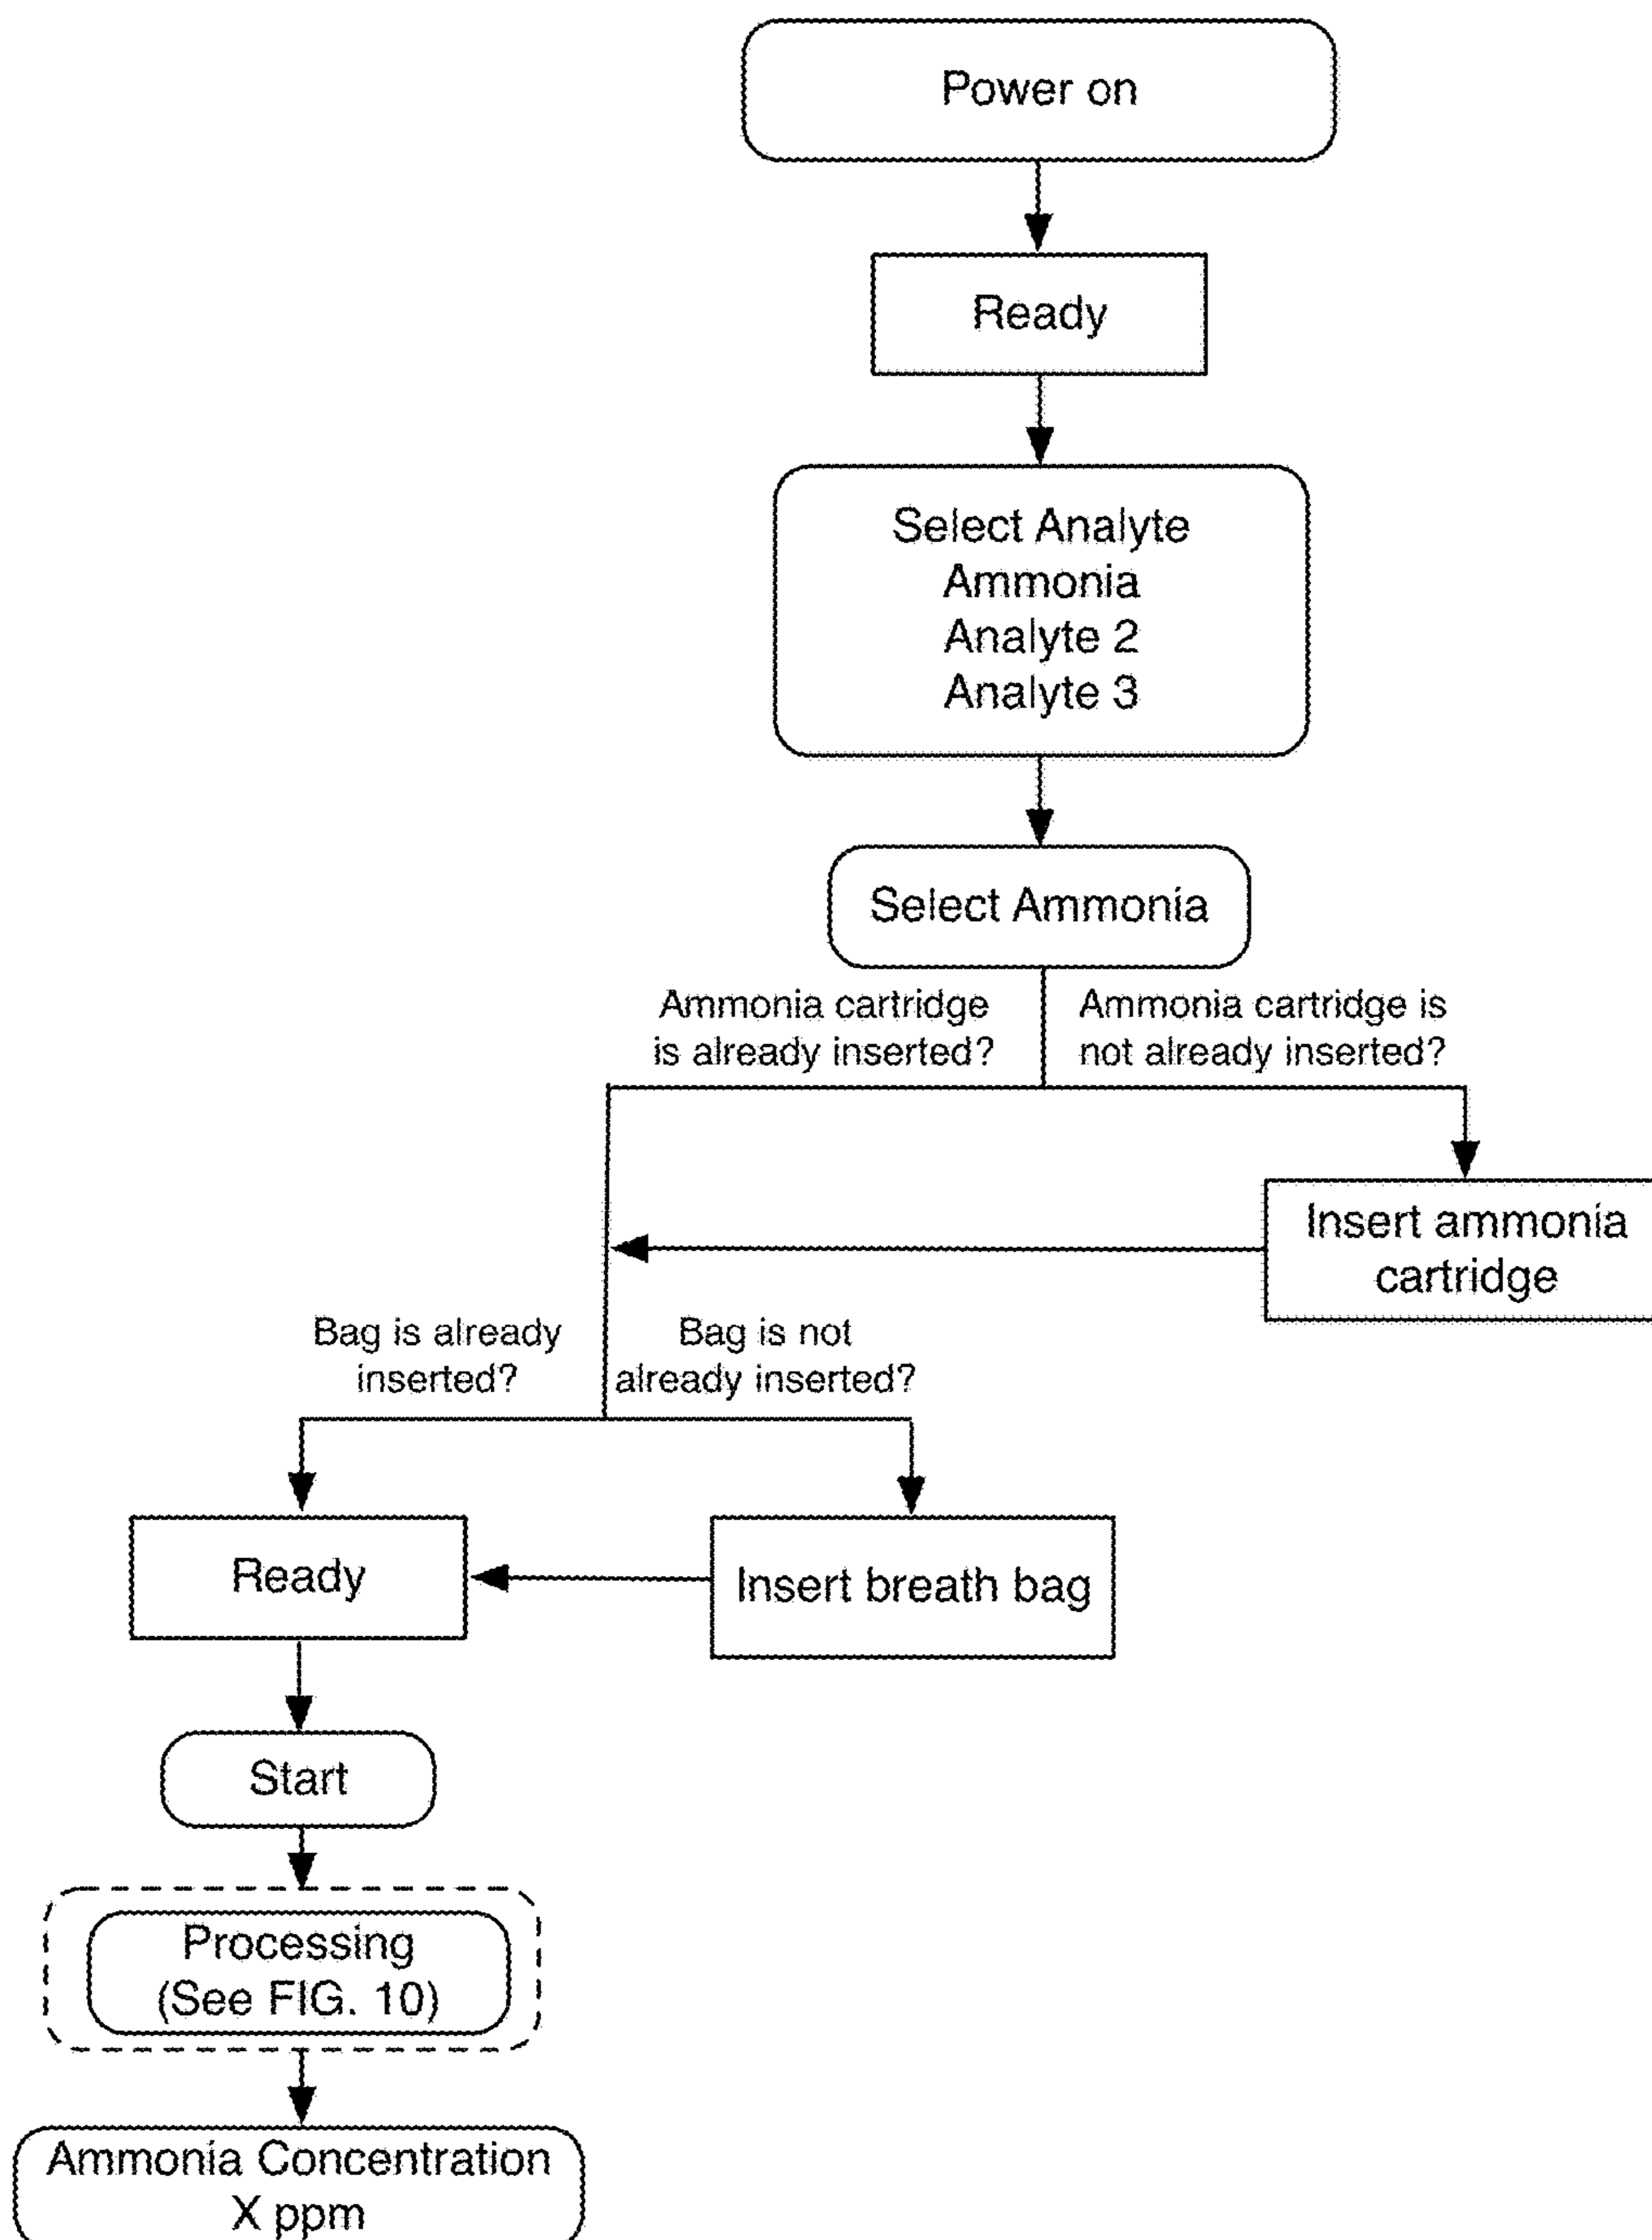 Power on
Ready
Select Analyte
Ammonia
Analyte 2
Analyte 3
Select Ammonia
Ammonia cartridge
is already inserted?
Ammonia cartridge is
not already inserted?
Insert ammonia
cartridge
Bag is already
inserted?
Bag is not
already inserted?
Ready
Insert breath bag
Start
Processing
(See FIG. 10)
Ammonia Concentration
X ppm